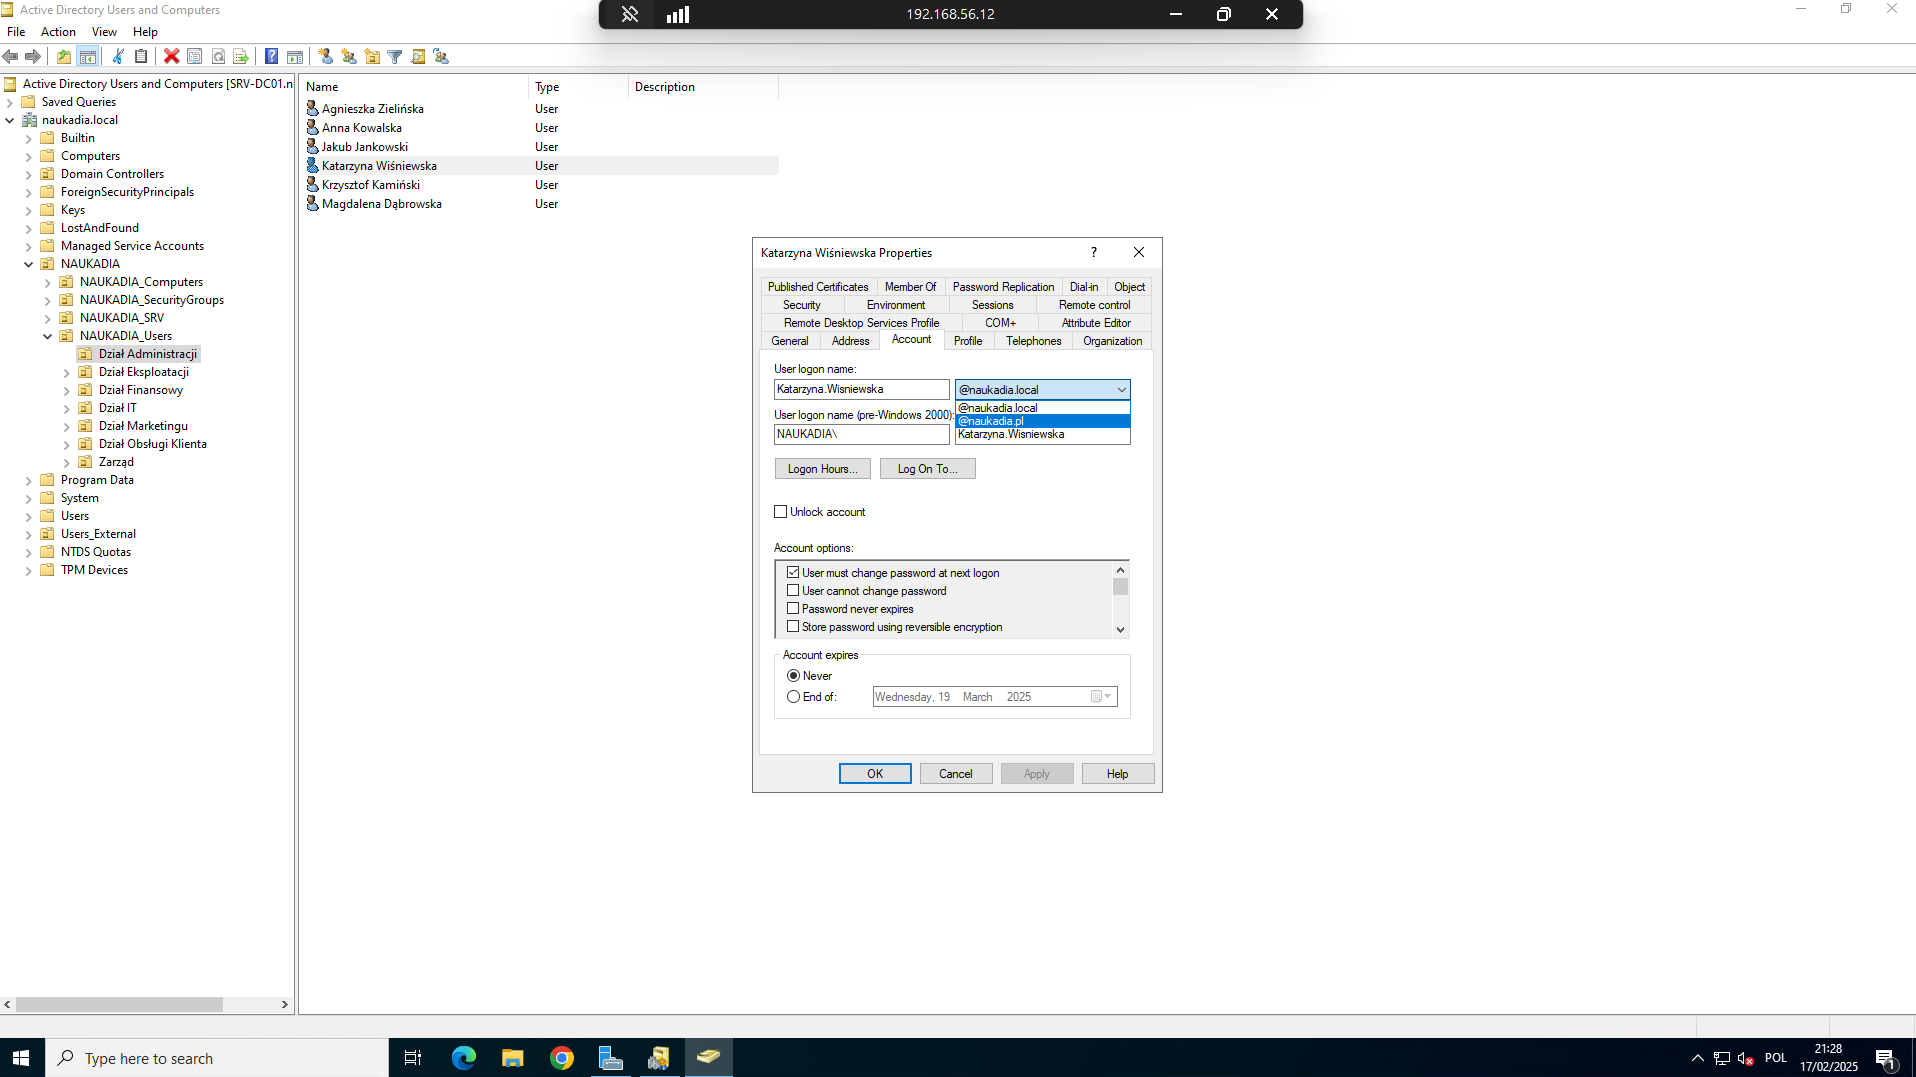 Active Directory Users and Computers
192.168.56.12
File Action View Help
Active Directory Users and Computers [SRV-DC01.n
Saved Queries
naukadia.local
Builtin
Computers
Domain Controllers
ForeignSecurityPrincipals
Keys
LostAndFound
Managed Service Accounts
NAUKADIA
NAUKADIA_Computers
NAUKADIA_SecurityGroups
NAUKADIA_SRV
NAUKADIA_Users
Dział Administracji
Dział Eksploatacji
Dział Finansowy
Dział IT
Dział Marketingu
Dział Obsługi Klienta
Zarząd
Program Data
System
Users
Users_External
NTDS Quotas
TPM Devices
Name Type Description
Agnieszka Zielińska User
Anna Kowalska User
Jakub Jankowski User
Katarzyna Wiśniewska User
Krzysztof Kamiński User
Magdalena Dąbrowska User
Katarzyna Wiśniewska Properties ?
Published Certificates Member Of Password Replication Dial-in Object
Security Environment Sessions Remote control
Remote Desktop Services Profile COM+ Attribute Editor
General Address Account Profile Telephones Organization
User logon name:
Katarzyna.Wisniewska @naukadia.local
@naukadia.local
User logon name (pre-Windows 2000): @naukadia.pl
NAUKADIA\ Katarzyna.Wisniewska
Logon Hours... Log On To...
Unlock account
Account options:
User must change password at next logon
User cannot change password
Password never expires
Store password using reversible encryption
Account expires
Never
End of: Wednesday, 19 March 2025
OK Cancel Apply Help
Type here to search
POL
21:28
17/02/2025
1